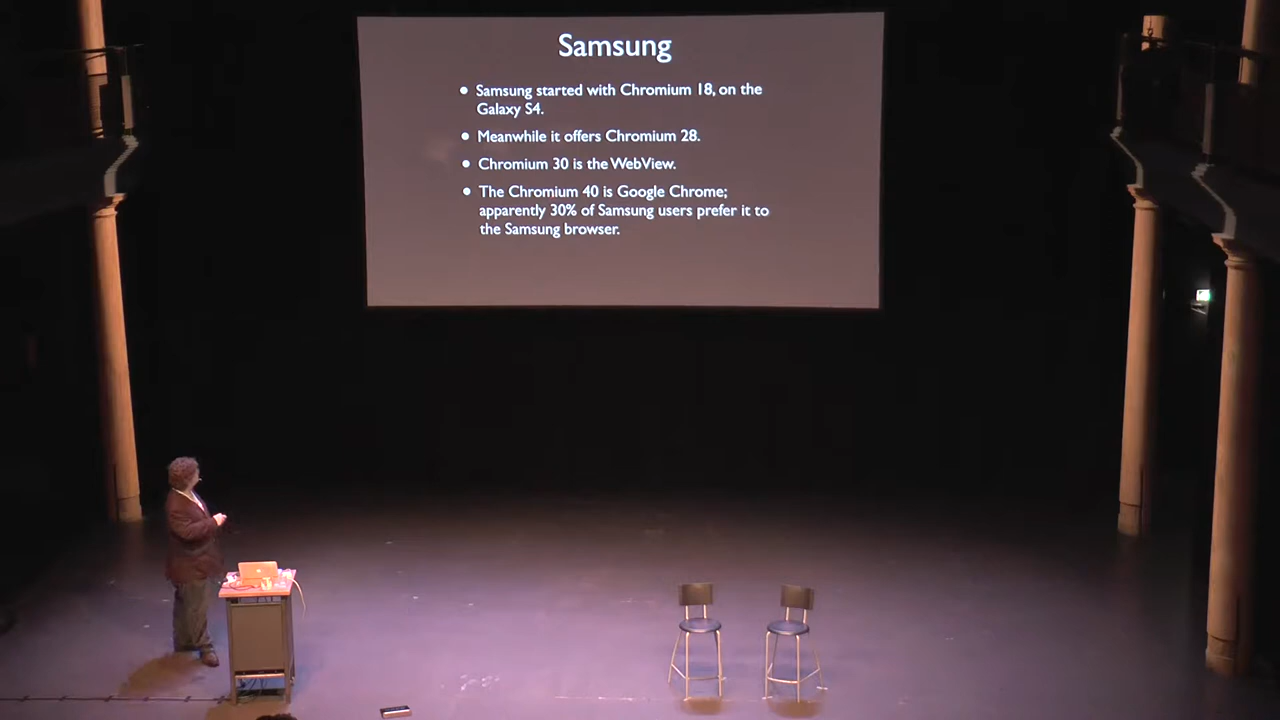 Samsung
• Samsung started with Chromium 18, on the
Galaxy S4.
• Meanwhile it offers Chromium 28.
• Chromium 30 is the WebView.
• The Chromium 40 is Google Chrome;
apparently 30% of Samsung users prefer it to
the Samsung browser.